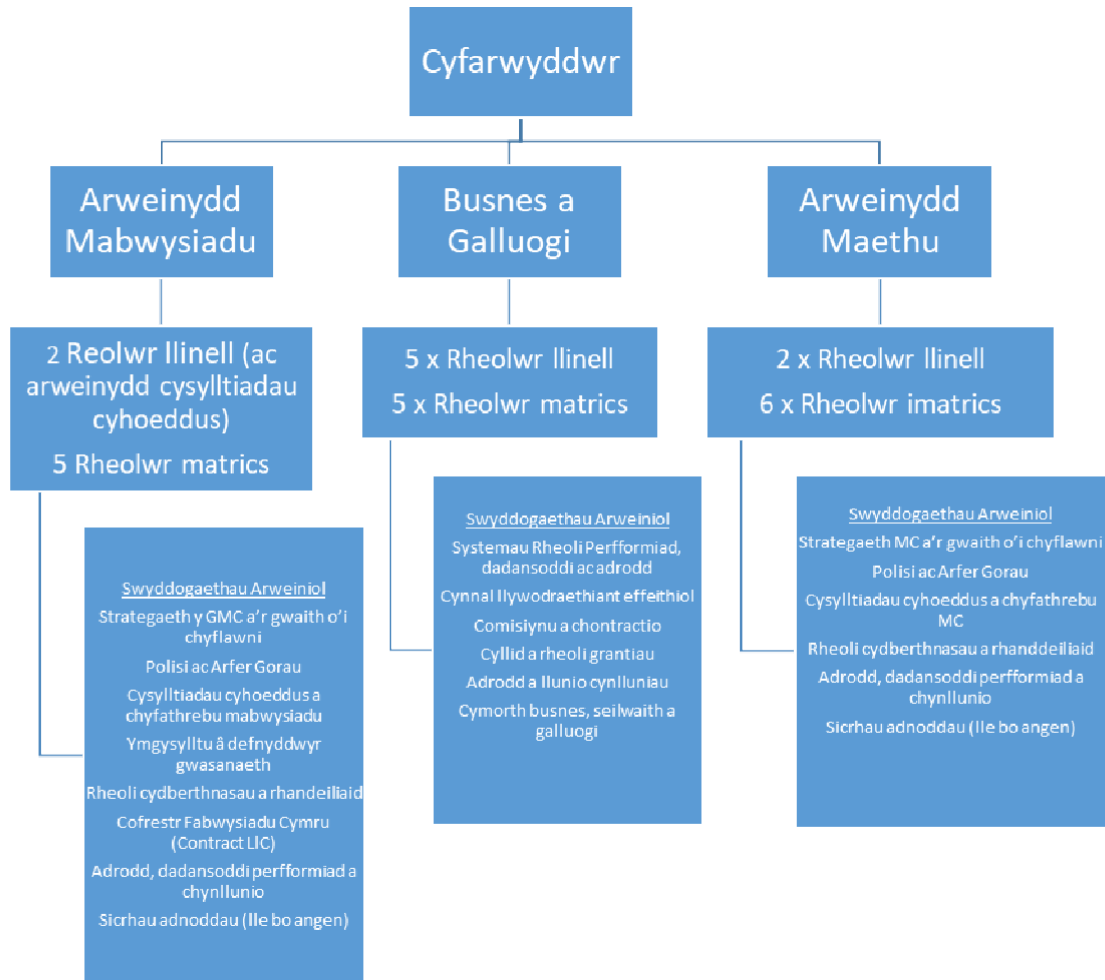 Cyfarwyddwr
Arweinydd
Mabwysiadu
Busnes a
Galluogi
Arweinydd
Maethu
2 Reolwr llinell (ac
arweinydd cysylltiadau
cyhoeddus)
5 Rheolwr matrics
5 x Rheolwr llinell
5 x Rheolwr matrics
2 x Rheolwr llinell
6 x Rheolwr imatrics
Swyddogaethau Arweiniol
Strategaeth y GMC a'r gwaith o'i
chyflawni
Polisi ac Arfer Gorau
Cysylltiadau cyhoeddus a
chyfathrebu mabwysiadu
Ymgysylltu â defnyddwyr
gwasanaeth
Rheoli cydberthnasau a rhandeiliaid
Cofrestr Fabwysiadu Cymru
(Contract LlC)
Adrodd, dadansoddi perfformiad a
chynllunio
Sicrhau adnoddau (lle bo angen)
Swyddogaethau Arweiniol
Systemau Rheoli Perfformiad,
dadansoddi ac adrodd
Cynnal llywodraethiant effeithiol
Comisiynu a chontractio
Cyllid a rheoli grantiau
Adrodd a llunio cynlluniau
Cymorth busnes, seilwaith a
galluogi
Swyddogaethau Arweiniol
Strategaeth MC a'r gwaith o'i chyflawni
Polisi ac Arfer Gorau
Cysylltiadau cyhoeddus a chyfathrebu
MC
Rheoli cydberthnasau a rhanddeiliaid
Adrodd, dadansoddi perfformiad a
chynllunio
Sicrhau adnoddau (lle bo angen)